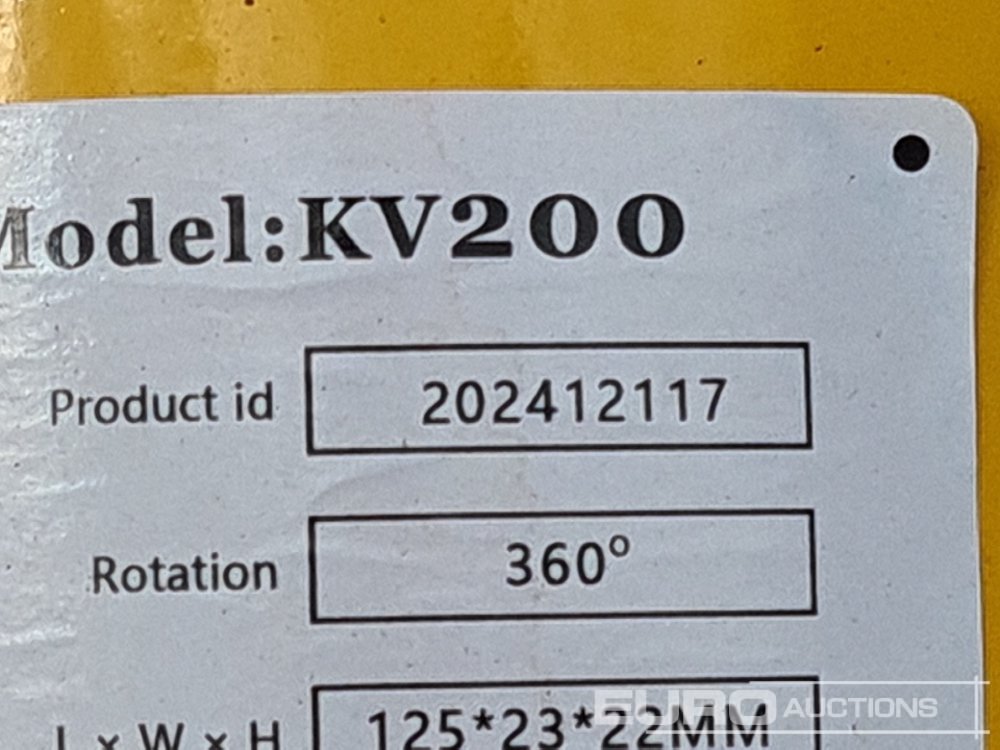 Model:KV200
Product id 202412117
Rotation 360°
L × W × H 125*23*22MM
EURO AUCTIONS